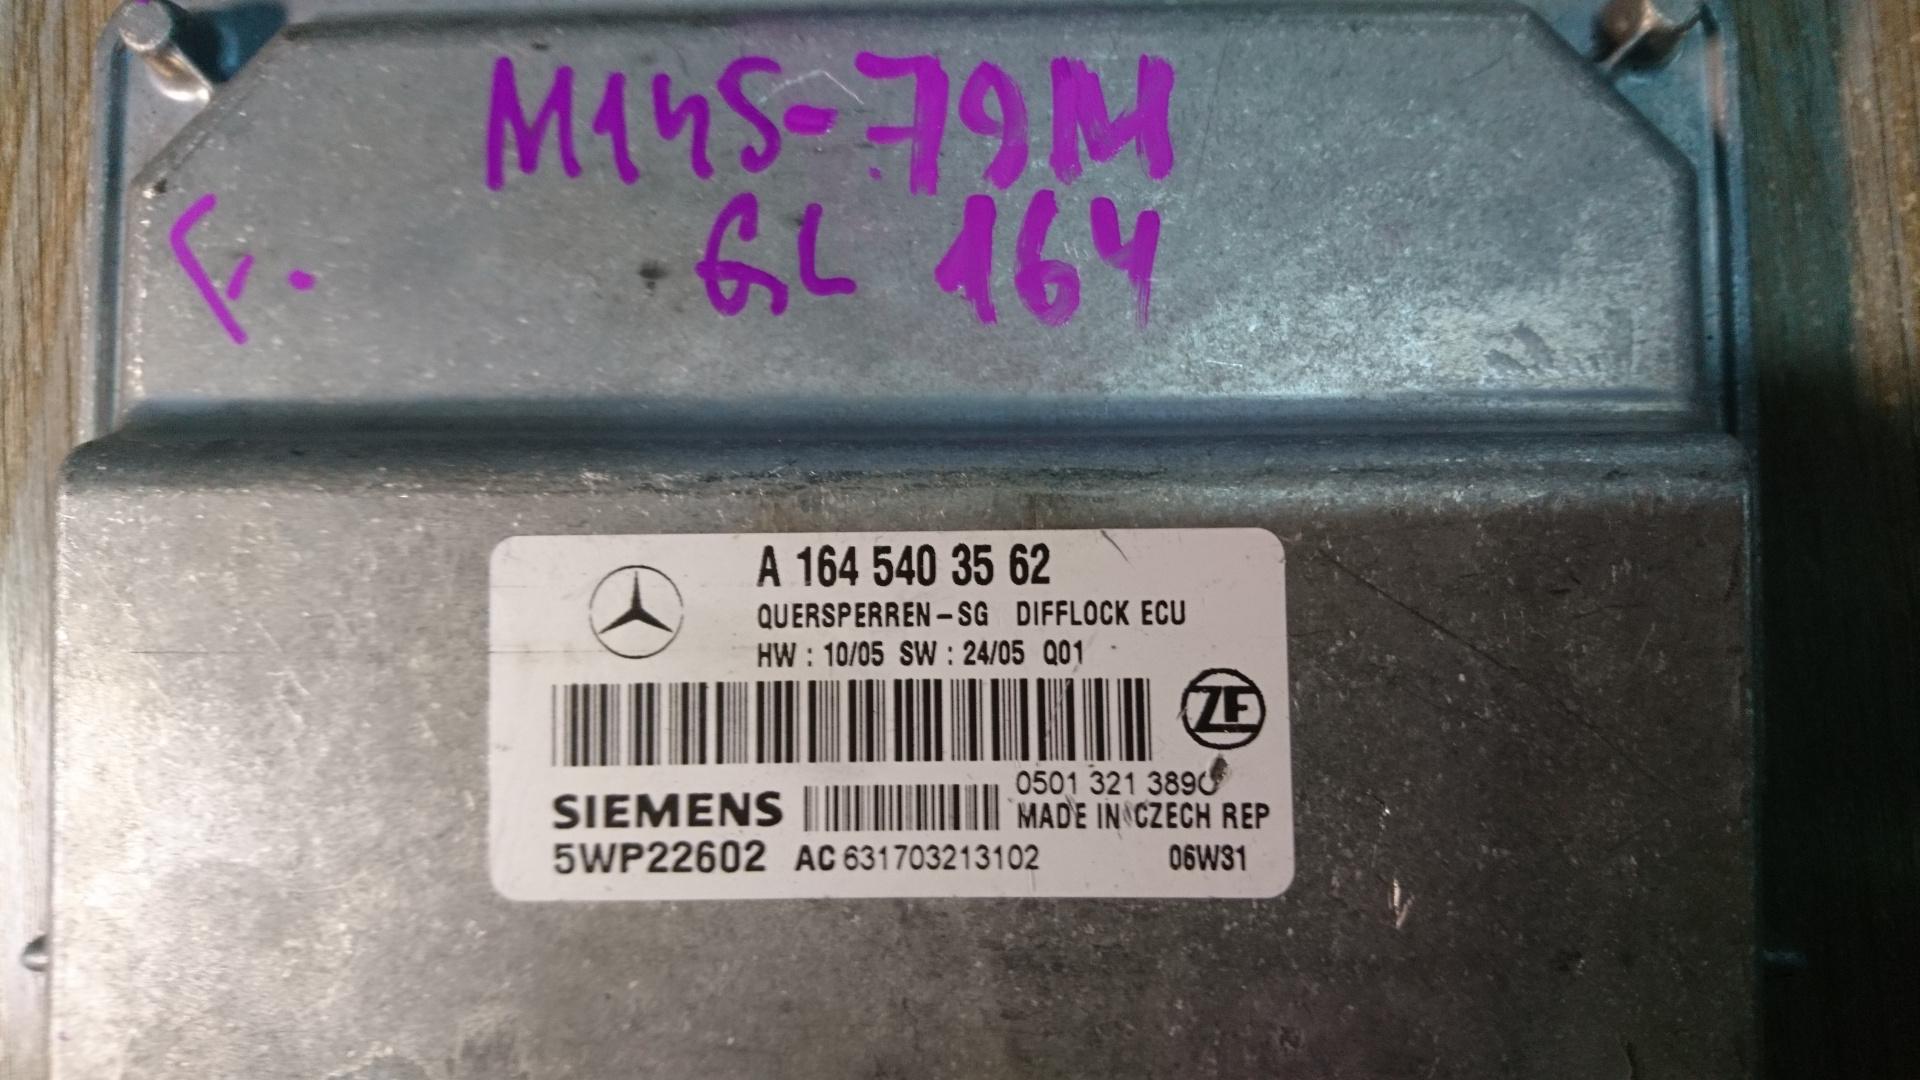 M14S-79M
F. GL 164
A 164 540 35 62
QUERSPERREN-SG DIFFLOCK ECU
HW : 10/05 SW : 24/05 Q01
ZF
0501 321 3890
SIEMENS MADE IN CZECH REP
5WP22602 AC 631703213102 06W31